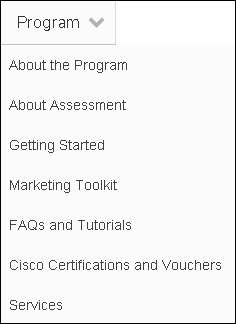 Program
About the Program
About Assessment
Getting Started
Marketing Toolkit
FAQs and Tutorials
Cisco Certifications and Vouchers
Services